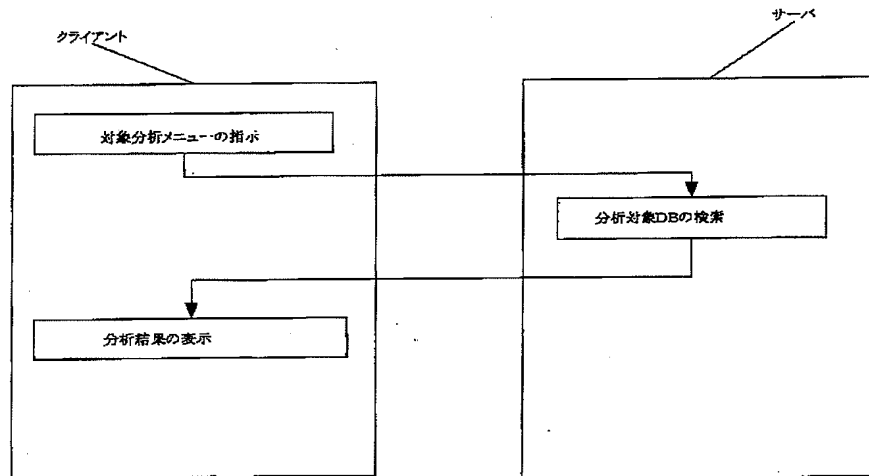 クライアント
サーバ
対象分析メニューの指示
分析対象DBの検索
分析結果の表示